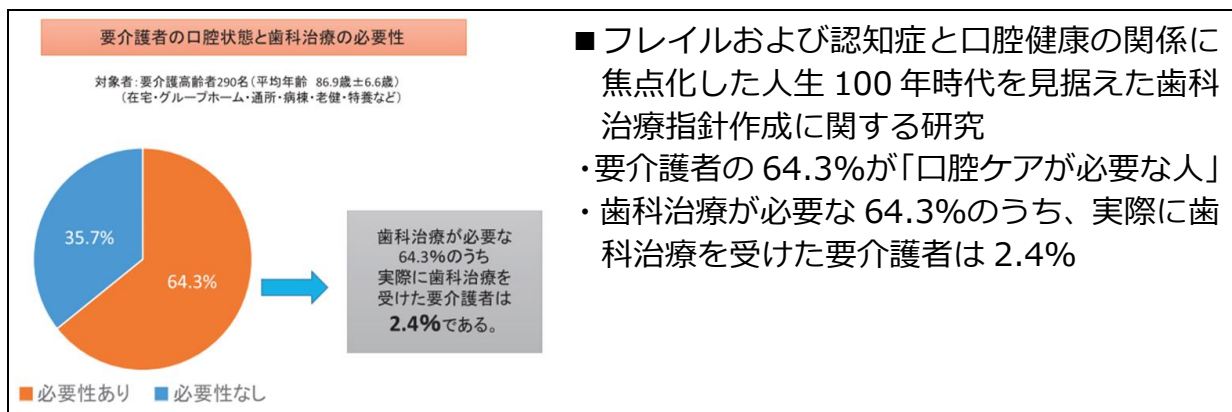 要介護者の口腔状態と歯科治療の必要性
対象者：要介護高齢者290名（平均年齢 86.9歳±6.6歳）
（在宅・グループホーム・通所・病棟・老健・特養など）
35.7%
64.3%
歯科治療が必要な
64.3%のうち
実際に歯科治療を
受けた要介護者は
2.4%である。
■必要性あり ■必要性なし
■フレイルおよび認知症と口腔健康の関係に
焦点化した人生 100 年時代を見据えた歯科
治療指針作成に関する研究
・要介護者の 64.3%が「口腔ケアが必要な人」
・歯科治療が必要な 64.3%のうち、実際に歯
科治療を受けた要介護者は 2.4%